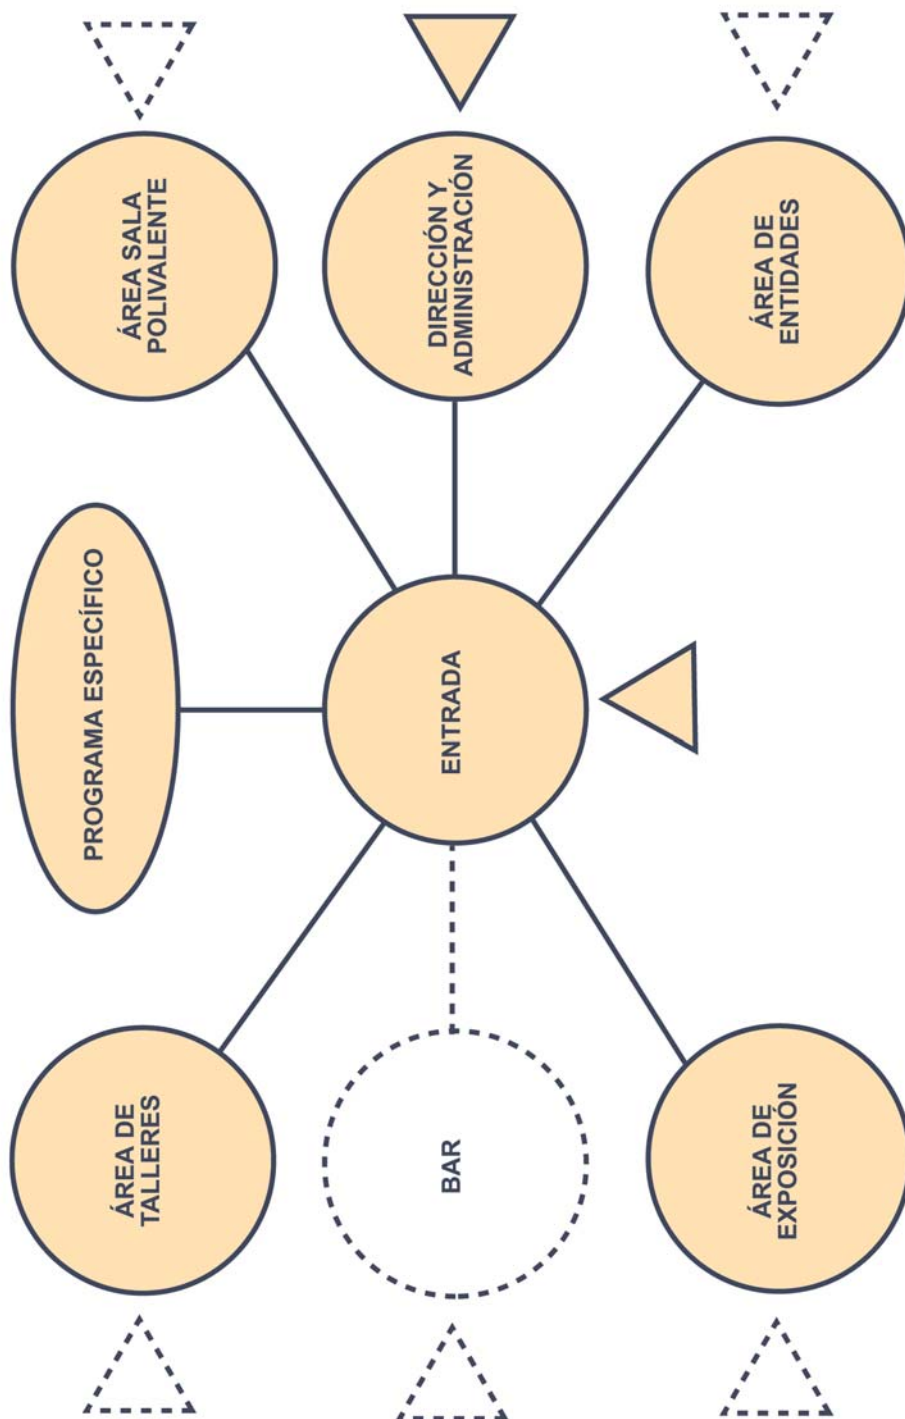 ÁREA DE
TALLERES
PROGRAMA ESPECÍFICO
ÁREA SALA
POLIVALENTE
BAR
ENTRADA
DIRECCIÓN Y
ADMINISTRACIÓN
ÁREA DE
EXPOSICIÓN
ÁREA DE
ENTIDADES